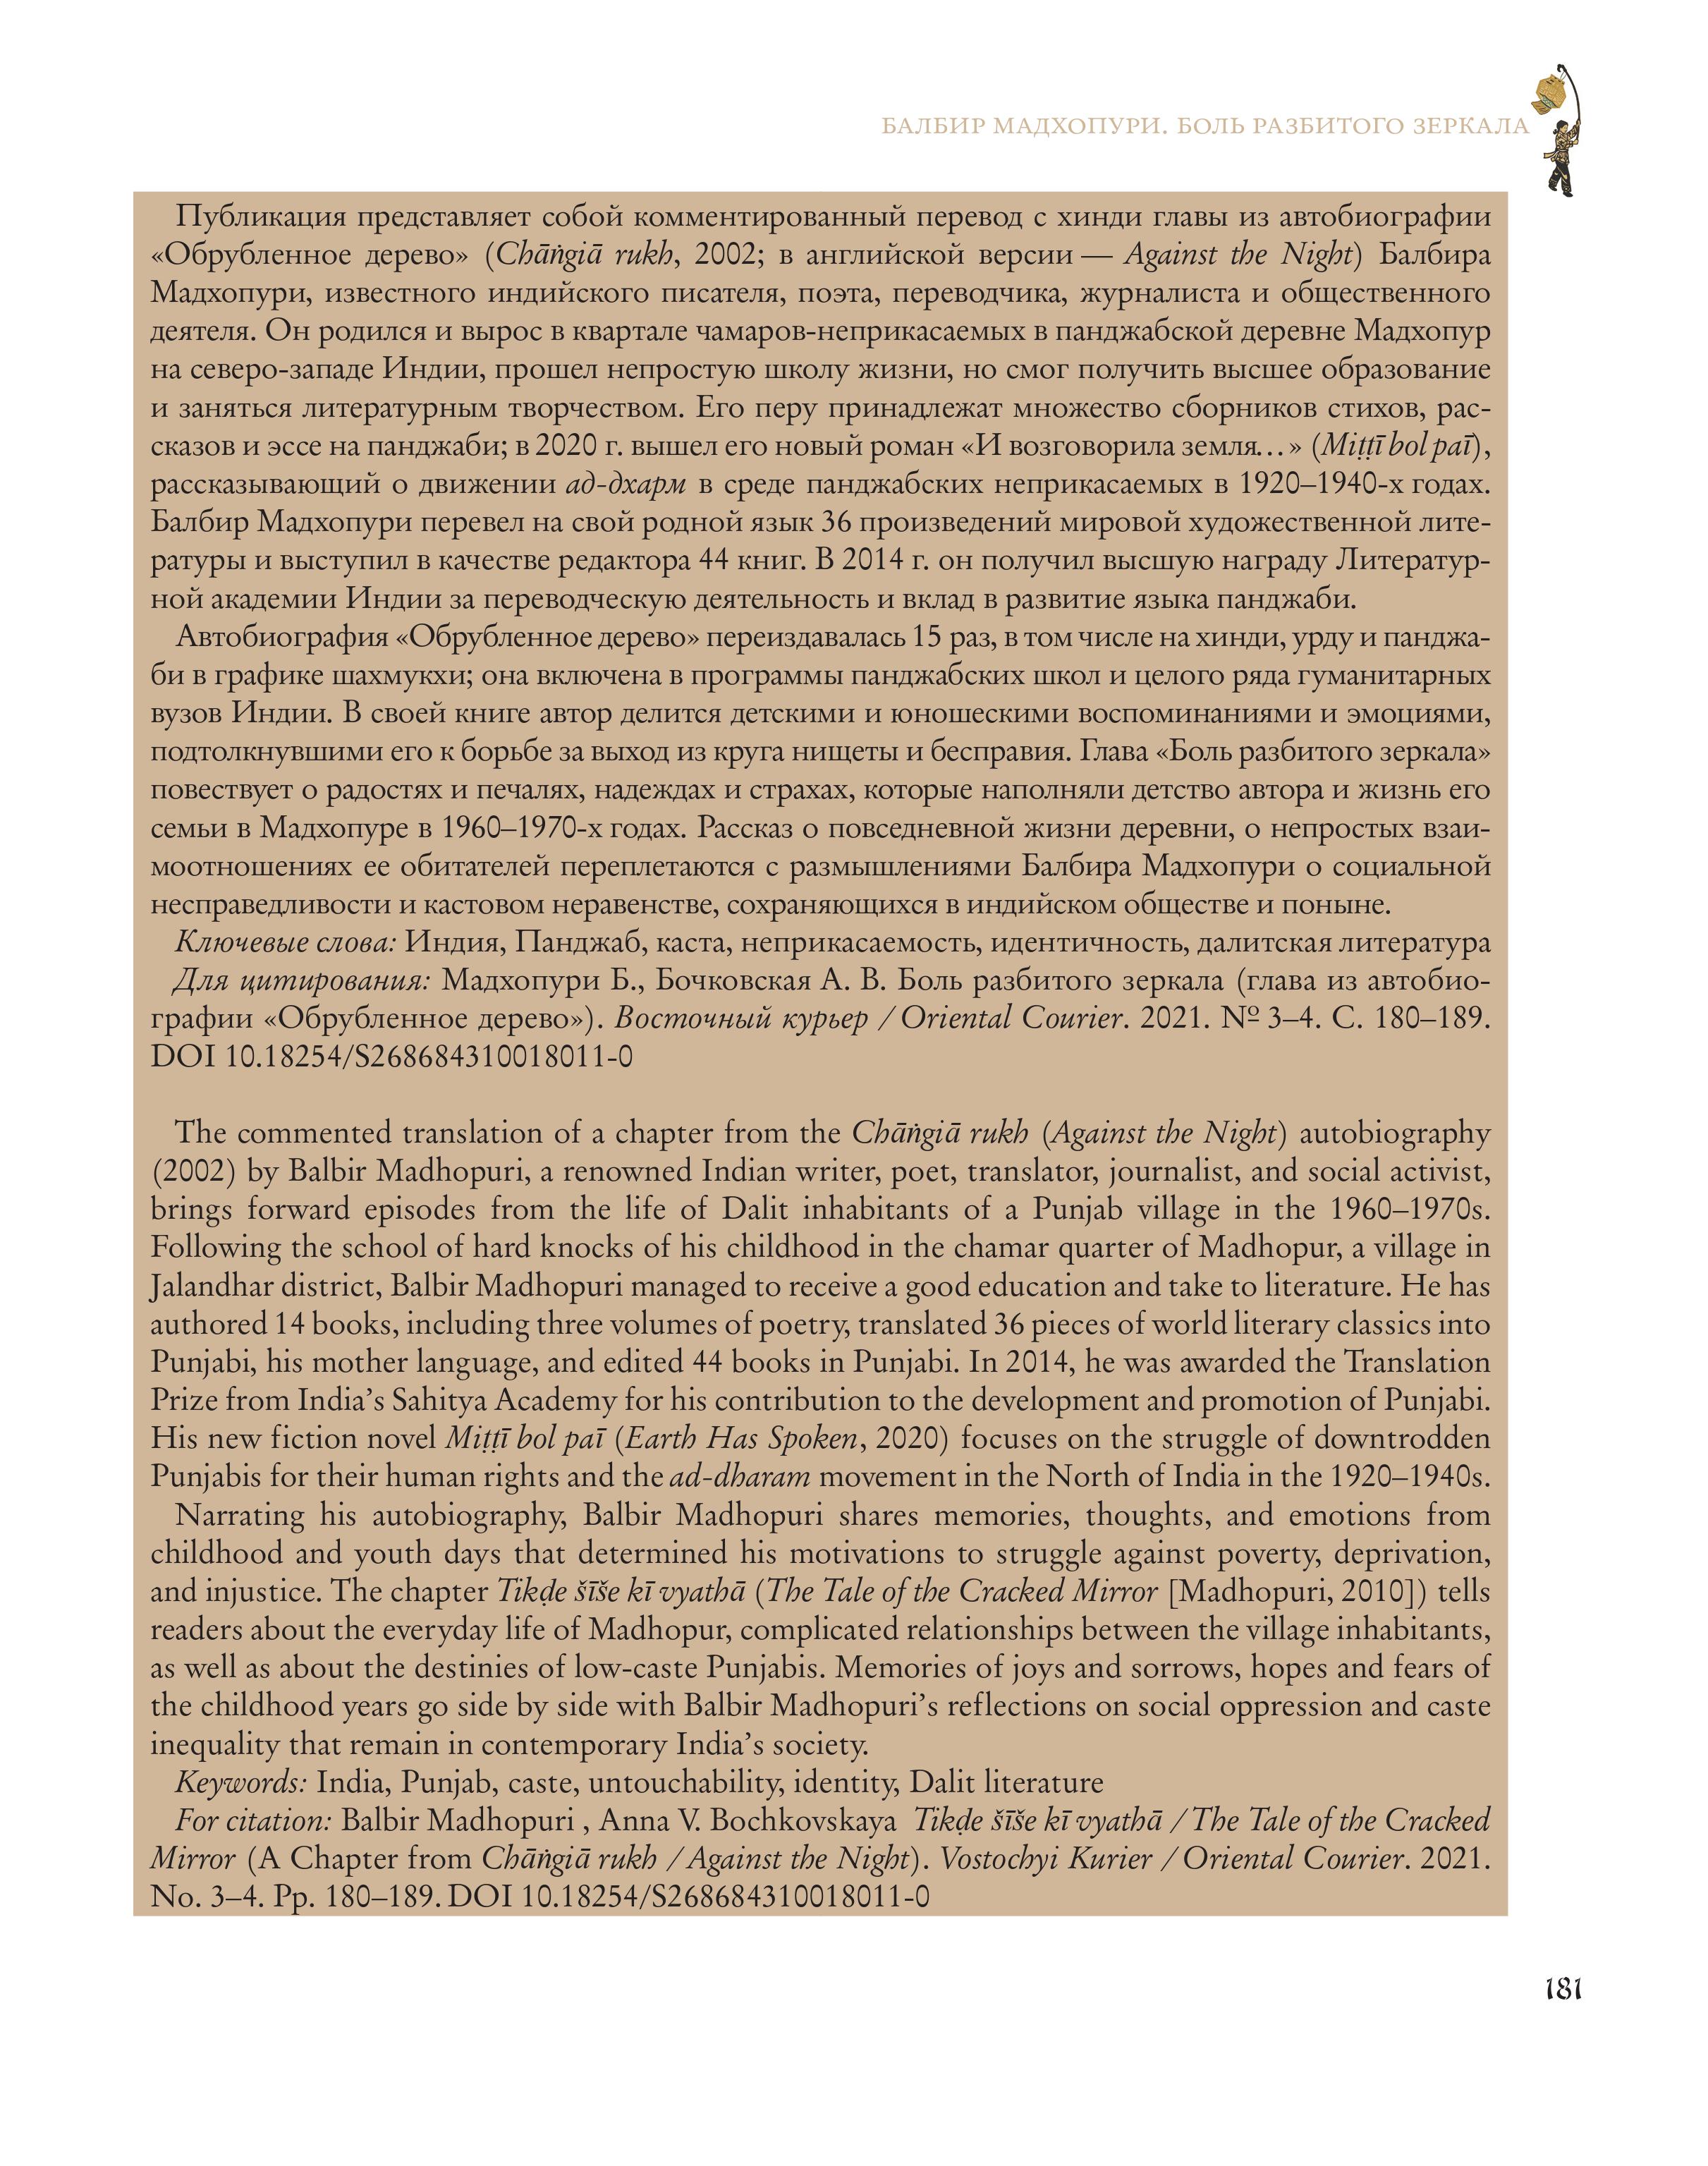 БАЛБИР МАДХОПУРИ. БОЛЬ РАЗБИТОГО ЗЕРКАЛА
Публикация представляет собой комментированный перевод с хинди главы из автобиографии
«Обрубленное дерево» (Chāṅgiā rukh, 2002; в английской версии — Against the Night) Балбира
Мадхопури, известного индийского писателя, поэта, переводчика, журналиста и общественного
деятеля. Он родился и вырос в квартале чамаров-неприкасаемых в панджабской деревне Мадхопур
на северо-западе Индии, прошел непростую школу жизни, но смог получить высшее образование
и заняться литературным творчеством. Его перу принадлежат множество сборников стихов, рас-
сказов и эссе на панджаби; в 2020 г. вышел его новый роман «И возговорила земля…» (Miṭṭī bol paī),
рассказывающий о движении ад-дхарм в среде панджабских неприкасаемых в 1920–1940-х годах.
Балбир Мадхопури перевел на свой родной язык 36 произведений мировой художественной лите-
ратуры и выступил в качестве редактора 44 книг. В 2014 г. он получил высшую награду Литератур-
ной академии Индии за переводческую деятельность и вклад в развитие языка панджаби.
Автобиография «Обрубленное дерево» переиздавалась 15 раз, в том числе на хинди, урду и панджа-
би в графике шахмукхи; она включена в программы панджабских школ и целого ряда гуманитарных
вузов Индии. В своей книге автор делится детскими и юношескими воспоминаниями и эмоциями,
подтолкнувшими его к борьбе за выход из круга нищеты и бесправия. Глава «Боль разбитого зеркала»
повествует о радостях и печалях, надеждах и страхах, которые наполняли детство автора и жизнь его
семьи в Мадхопуре в 1960–1970-х годах. Рассказ о повседневной жизни деревни, о непростых взаи-
моотношениях ее обитателей переплетаются с размышлениями Балбира Мадхопури о социальной
несправедливости и кастовом неравенстве, сохраняющихся в индийском обществе и поныне.
Ключевые слова: Индия, Панджаб, каста, неприкасаемость, идентичность, далитская литература
Для цитирования: Мадхопури Б., Бочковская А. В. Боль разбитого зеркала (глава из автобио-
графии «Обрубленное дерево»). Восточный курьер / Oriental Courier. 2021. № 3–4. С. 180–189.
DOI 10.18254/S268684310018011-0
The commented translation of a chapter from the Chāṅgiā rukh (Against the Night) autobiography
(2002) by Balbir Madhopuri, a renowned Indian writer, poet, translator, journalist, and social activist,
brings forward episodes from the life of Dalit inhabitants of a Punjab village in the 1960–1970s.
Following the school of hard knocks of his childhood in the chamar quarter of Madhopur, a village in
Jalandhar district, Balbir Madhopuri managed to receive a good education and take to literature. He has
authored 14 books, including three volumes of poetry, translated 36 pieces of world literary classics into
Punjabi, his mother language, and edited 44 books in Punjabi. In 2014, he was awarded the Translation
Prize from India’s Sahitya Academy for his contribution to the development and promotion of Punjabi.
His new fiction novel Miṭṭī bol paī (Earth Has Spoken, 2020) focuses on the struggle of downtrodden
Punjabis for their human rights and the ad-dharam movement in the North of India in the 1920–1940s.
Narrating his autobiography, Balbir Madhopuri shares memories, thoughts, and emotions from
childhood and youth days that determined his motivations to struggle against poverty, deprivation,
and injustice. The chapter Tikḍe šīše kī vyathā (The Tale of the Cracked Mirror [Madhopuri, 2010]) tells
readers about the everyday life of Madhopur, complicated relationships between the village inhabitants,
as well as about the destinies of low-caste Punjabis. Memories of joys and sorrows, hopes and fears of
the childhood years go side by side with Balbir Madhopuri’s reflections on social oppression and caste
inequality that remain in contemporary India’s society.
Keywords: India, Punjab, caste, untouchability, identity, Dalit literature
For citation: Balbir Madhopuri , Anna V. Bochkovskaya Tikḍe šīše kī vyathā / The Tale of the Cracked
Mirror (A Chapter from Chāṅgiā rukh / Against the Night). Vostochyi Kurier / Oriental Courier. 2021.
No. 3–4. Pp. 180–189. DOI 10.18254/S268684310018011-0
181